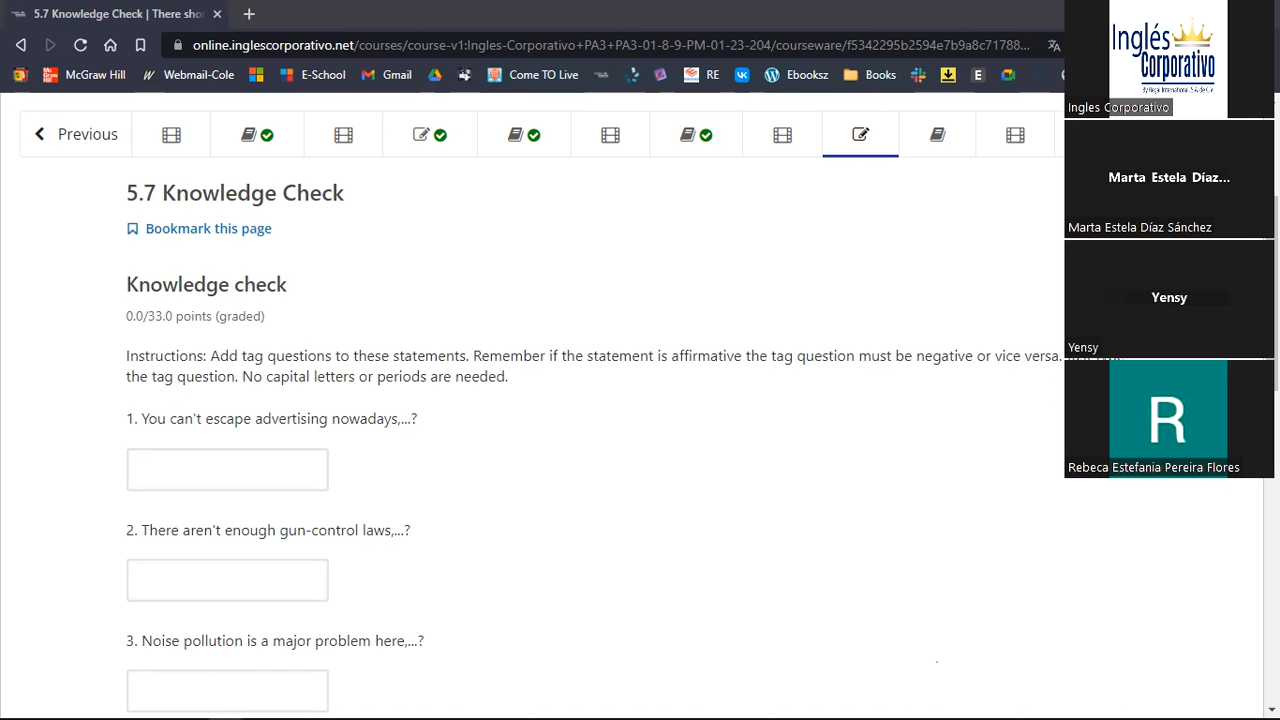 5.7 Knowledge Check | There sho
online.inglescorporativo.net/courses/course-v1:Ingles-Corporativo+PA3+PA3-01-8-9-PM-01-23-204/courseware/f5342295b2594e7b9a8c71788...
McGraw Hill
Webmail-Cole
E-School
Gmail
Come TO Live
RE
Ebooksz
Books
E
Inglés
Corporativo
By Regal International, S.A. de C.V.
Ingles Corporativo
Previous
Marta Estela Díaz...
Marta Estela Díaz Sánchez
5.7 Knowledge Check
Bookmark this page
Knowledge check
0.0/33.0 points (graded)
Yensy
Yensy
Instructions: Add tag questions to these statements. Remember if the statement is affirmative the tag question must be negative or vice versa.
the tag question. No capital letters or periods are needed.
R
Rebeca Estefania Pereira Flores
1. You can't escape advertising nowadays,...?
2. There aren't enough gun-control laws,...?
3. Noise pollution is a major problem here,...?